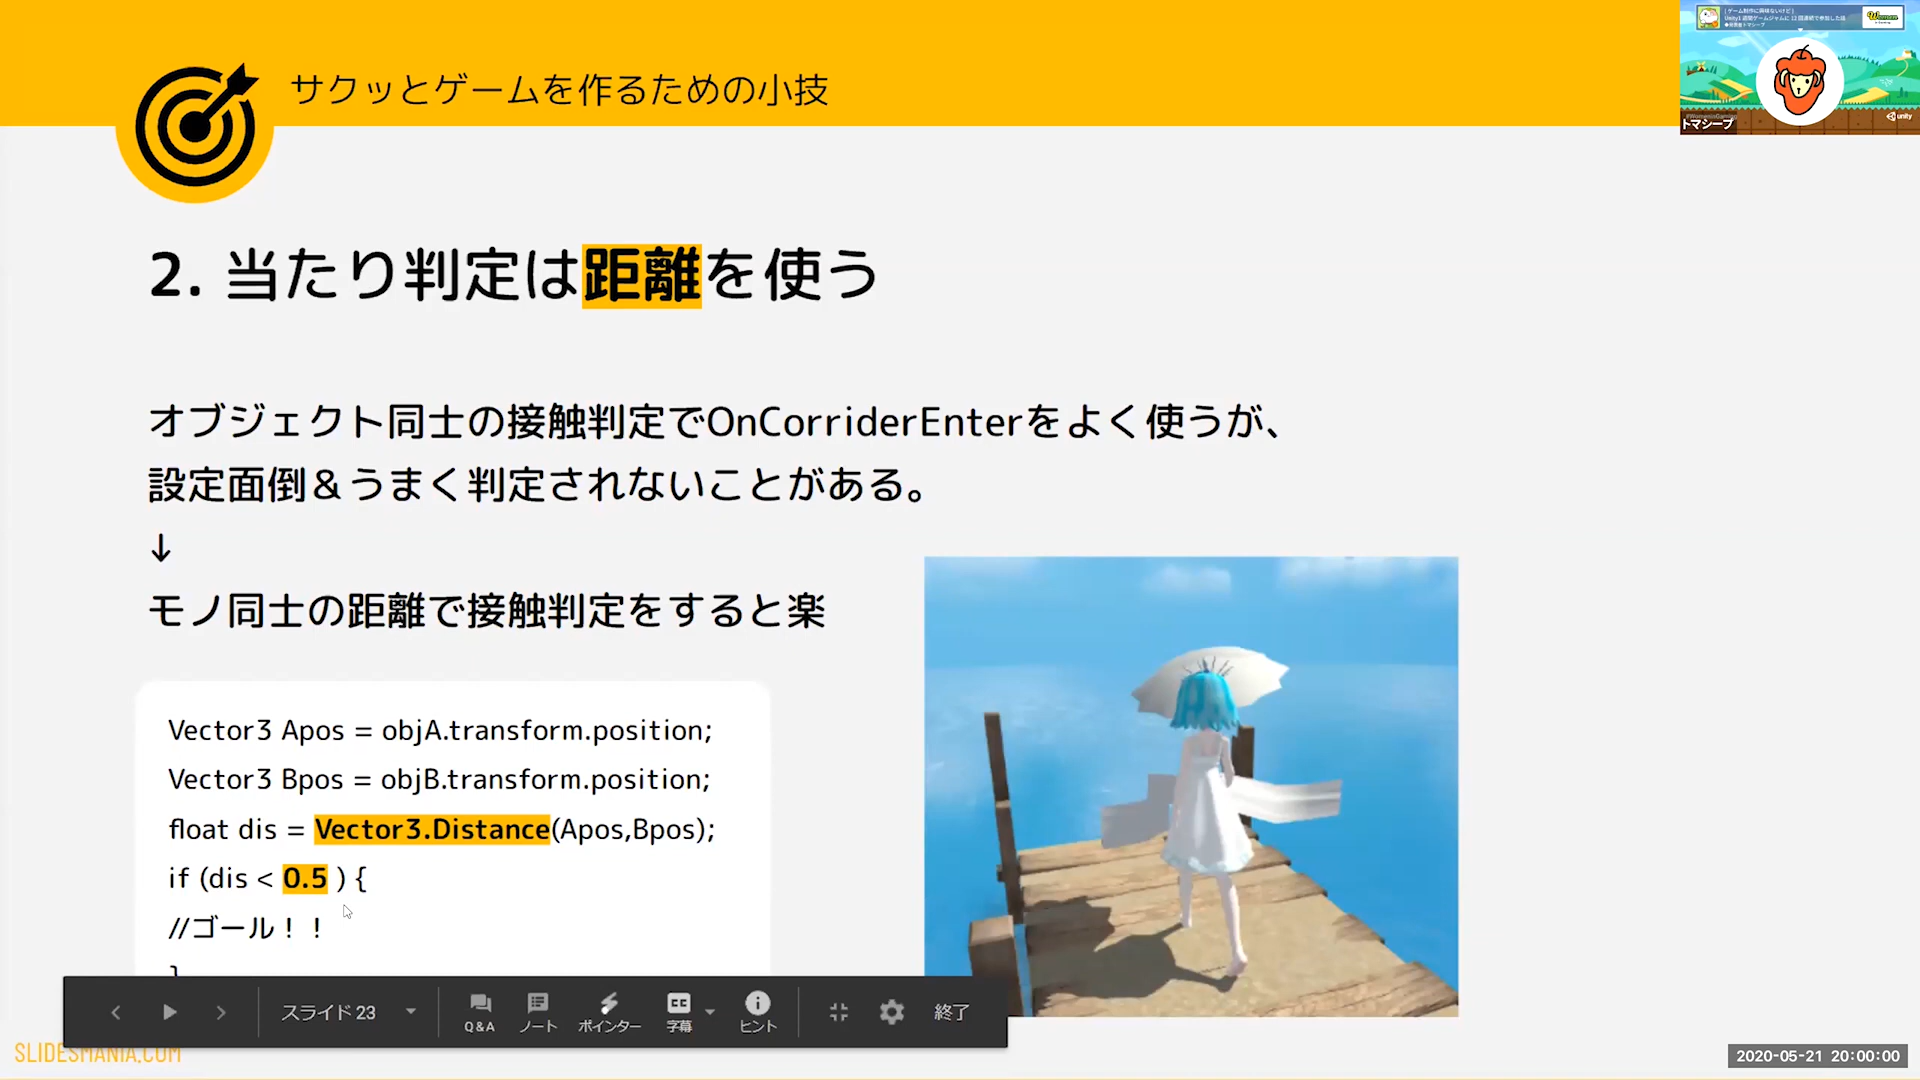 サクッとゲームを作るための小技
2. 当たり判定は距離を使う
オブジェクト同士の接触判定でOnCorriderEnterをよく使うが、
設定面倒＆うまく判定されないことがある。
↓
モノ同士の距離で接触判定をすると楽
Vector3 Apos = objA.transform.position;
Vector3 Bpos = objB.transform.position;
float dis = Vector3.Distance(Apos,Bpos);
if (dis < 0.5 ) {
//ゴール！！
}
スライド 23
Q&A
ノート
ポインター
字幕
ヒント
終了
SLIDESMANIA.COM
トマシープ
unity
2020-05-21 20:00:00